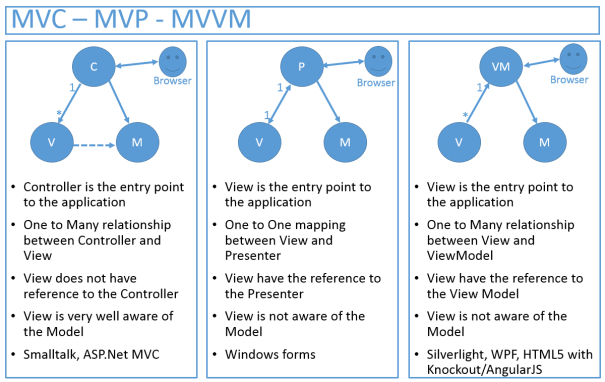 MVC – MVP - MVVM
C
Browser
1
*
V
M
• Controller is the entry point
to the application
• One to Many relationship
between Controller and
View
• View does not have
reference to the Controller
• View is very well aware of
the Model
• Smalltalk, ASP.Net MVC
P
Browser
1
1
V
M
• View is the entry point to
the application
• One to One mapping
between View and
Presenter
• View have the reference to
the Presenter
• View is not aware of the
Model
• Windows forms
VM
Browser
1
*
V
M
• View is the entry point to
the application
• One to Many relationship
between View and
ViewModel
• View have the reference to
the View Model
• View is not aware of the
Model
• Silverlight, WPF, HTML5 with
Knockout/AngularJS